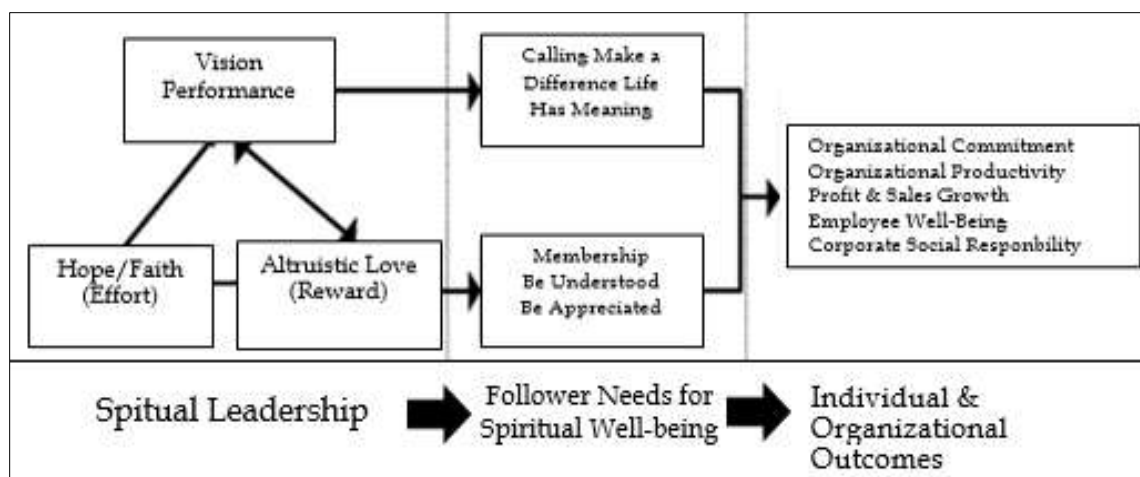 Vision
Performance
Calling Make a
Difference Life
Has Meaning
Organizational Commitment
Organizational Productivity
Profit & Sales Growth
Employee Well-Being
Corporate Social Responbility
Hope/Faith
(Effort)
Altruistic Love
(Reward)
Membership
Be Understood
Be Appreciated
Spitual Leadership
Follower Needs for
Spiritual Well-being
Individual &
Organizational
Outcomes